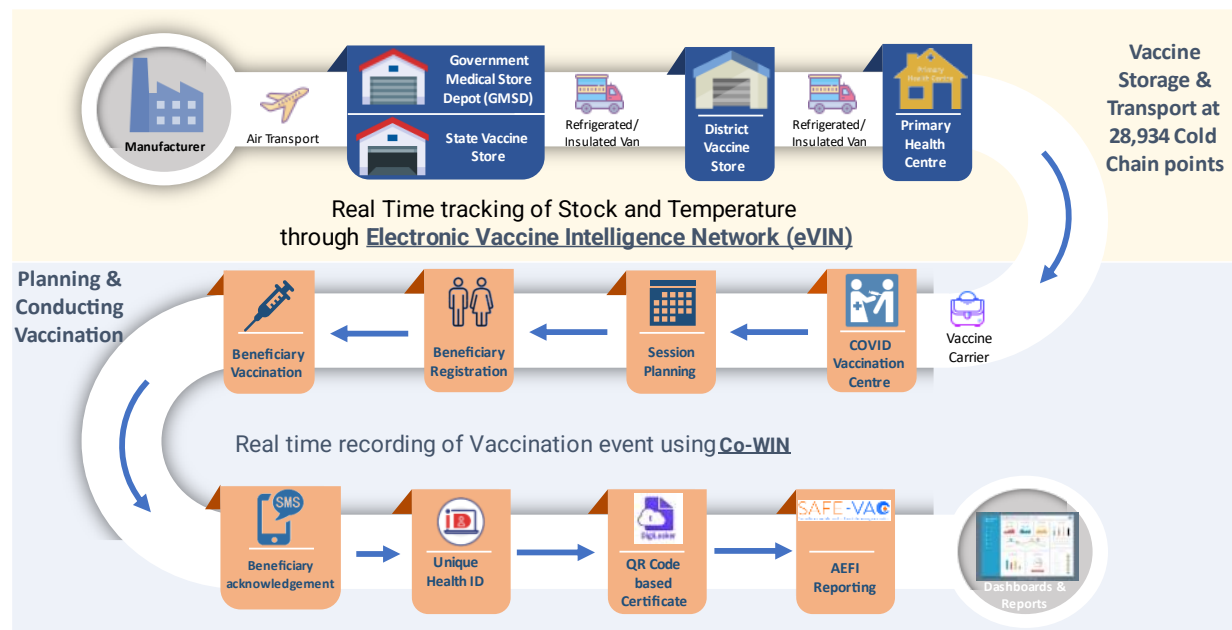 Government
Medical Store
Depot (GMSD)
State Vaccine
Store
Manufacturer
Air Transport
Refrigerated/
Insulated Van
District
Vaccine
Store
Refrigerated/
Insulated Van
Primary
Health Centre
Primary
Health
Centre
Vaccine
Storage &
Transport at
28,934 Cold
Chain points
Real Time tracking of Stock and Temperature
through Electronic Vaccine Intelligence Network (eVIN)
Planning &
Conducting
Vaccination
Beneficiary
Vaccination
Beneficiary
Registration
Session
Planning
COVID
Vaccination
Centre
Vaccine
Carrier
Real time recording of Vaccination event using Co-WIN
SMS
Beneficiary
acknowledgement
iD
Unique
Health ID
DigiLocker
QR Code
based
Certificate
SAFE-VAC
AEFI
Reporting
Dashboards &
Reports